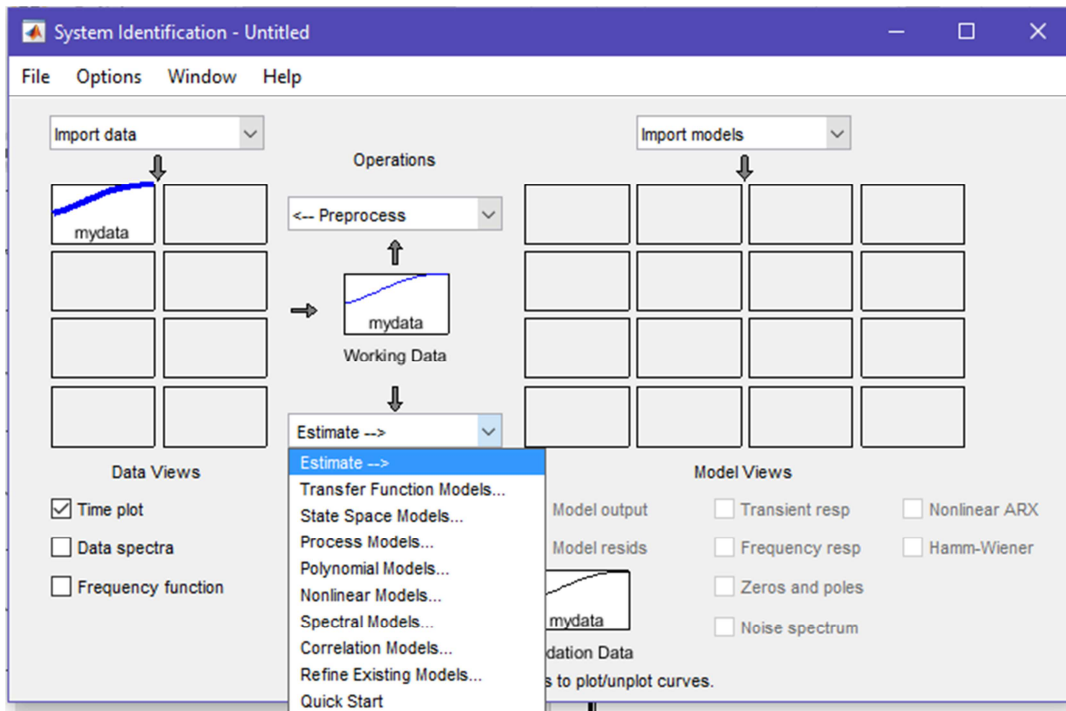 System Identification - Untitled
File Options Window Help
Import data
Import models
Operations
mydata
<-- Preprocess
mydata
Working Data
Estimate -->
Estimate -->
Transfer Function Models...
State Space Models...
Process Models...
Polynomial Models...
Nonlinear Models...
Spectral Models...
Correlation Models...
Refine Existing Models...
Quick Start
Data Views
Time plot
Data spectra
Frequency function
Model Views
Model output Transient resp Nonlinear ARX
Model resids Frequency resp Hamm-Wiener
Zeros and poles
mydata
Noise spectrum
dation Data
s to plot/unplot curves.